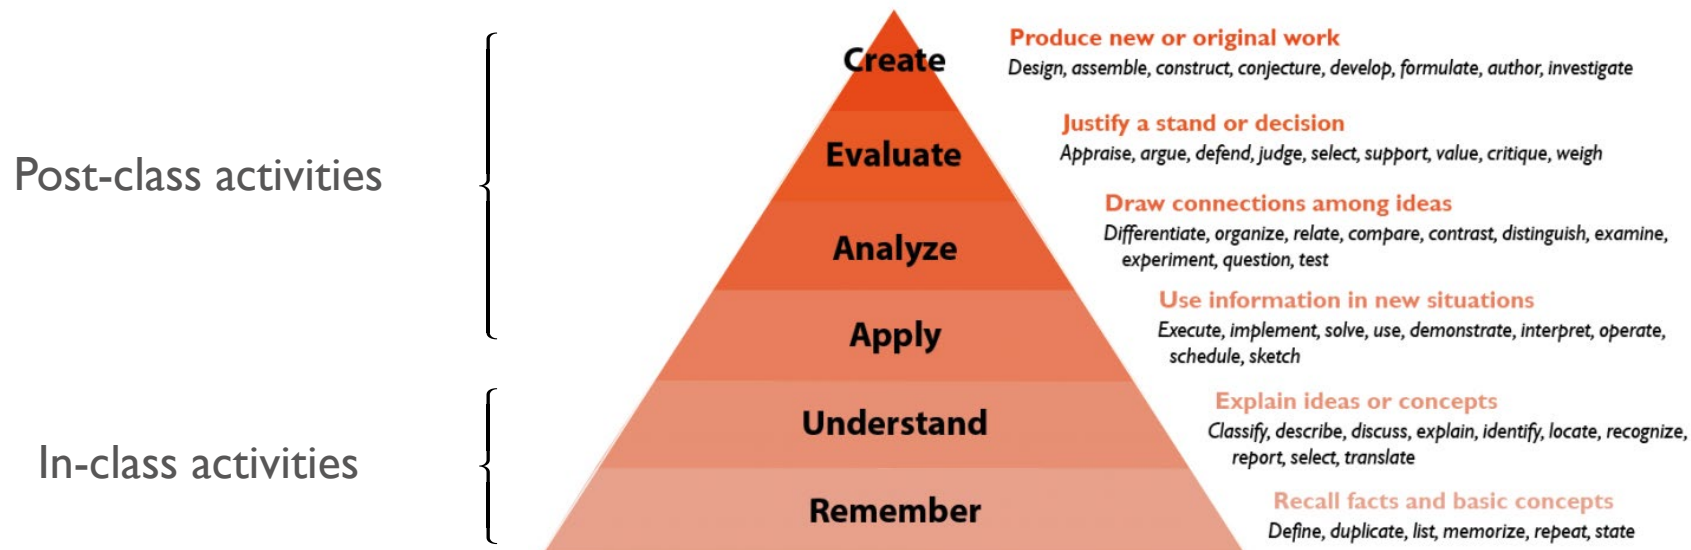 Post-class activities
In-class activities
Create
Produce new or original work
Design, assemble, construct, conjecture, develop, formulate, author, investigate
Evaluate
Justify a stand or decision
Appraise, argue, defend, judge, select, support, value, critique, weigh
Analyze
Draw connections among ideas
Differentiate, organize, relate, compare, contrast, distinguish, examine,
experiment, question, test
Apply
Use information in new situations
Execute, implement, solve, use, demonstrate, interpret, operate,
schedule, sketch
Understand
Explain ideas or concepts
Classify, describe, discuss, explain, identify, locate, recognize,
report, select, translate
Remember
Recall facts and basic concepts
Define, duplicate, list, memorize, repeat, state